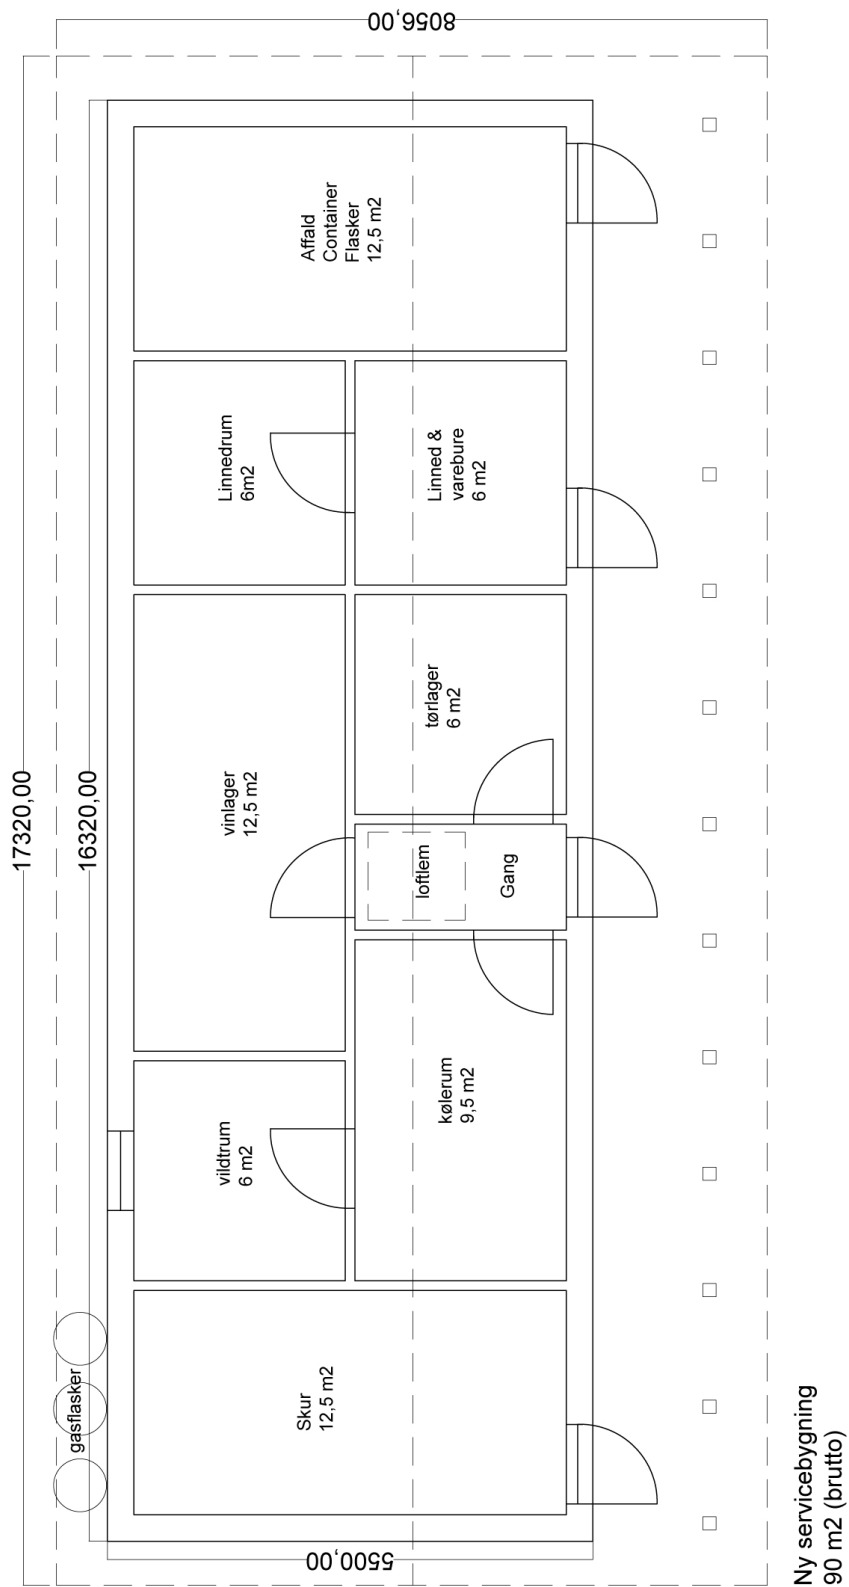 17320,00
16320,00
8056,00
5500,00
gasflasker
Skur
12,5 m2
vildtrum
6 m2
vinlager
12,5 m2
Linnedrum
6m2
Affald
Container
Flasker
12,5 m2
kølerum
9,5 m2
loftlem
Gang
tørlager
6 m2
Linned &
varebure
6 m2
Ny servicebygning
90 m2 (brutto)